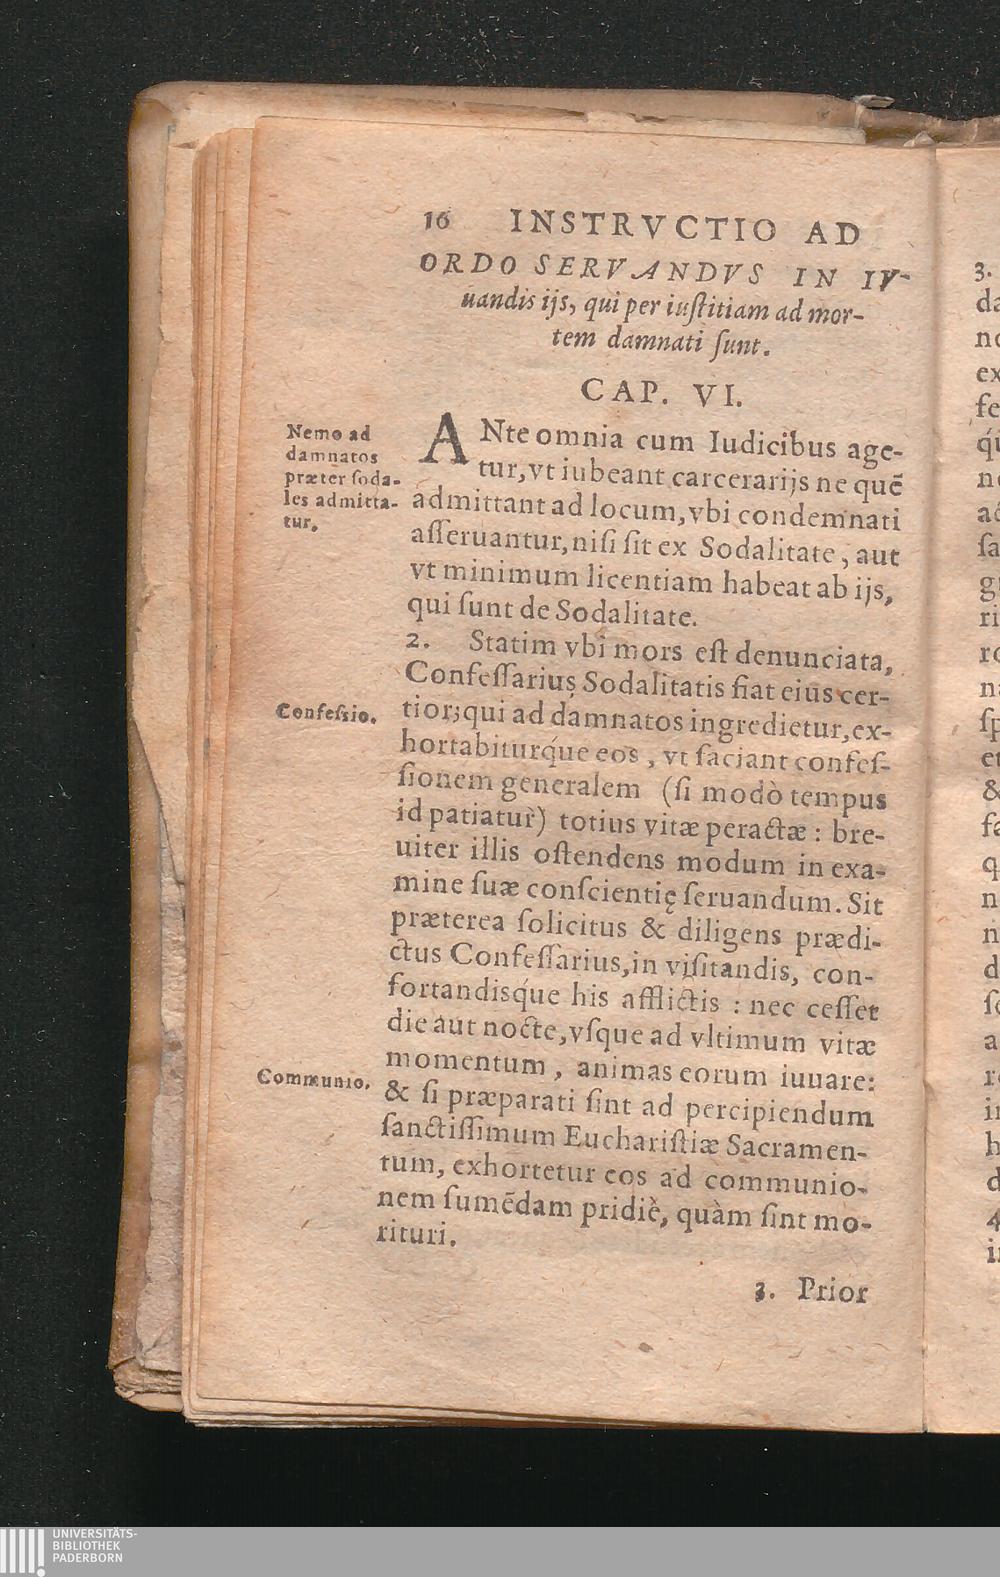 16 INSTRVCTIO AD
ORDO SERVANDVS IN IV-
uandis ijs, qui per iuſtitiam ad mor-
tem damnati ſunt.
CAP. VI.
Nemo ad
damnatos
præter ſoda-
les admitta-
tur.
ANte omnia cum Iudicibus age-
tur, vt iubeant carcerarijs ne quē
admittant ad locum, vbi condemnati
aſſeruantur, niſi ſit ex Sodalitate, aut
vt minimum licentiam habeat ab ijs,
qui ſunt de Sodalitate.
2. Statim vbi mors eſt denunciata,
Confeſſarius Sodalitatis fiat eius cer-
Confeſsio.
tior; qui ad damnatos ingredietur, ex-
hortabiturq́ue eos, vt faciant confeſ-
ſionem generalem (ſi modò tempus
id patiatur) totius vitæ peractæ: bre-
uiter illis oſtendens modum in exa-
mine ſuæ conſcientię ſeruandum. Sit
præterea ſolicitus & diligens prædi-
ctus Confeſſarius, in viſitandis, con-
fortandisq́ue his afflictis: nec ceſſet
die aut nocte, vſque ad vltimum vitæ
momentum, animas eorum iuuare:
Communio.
& ſi præparati ſint ad percipiendum
ſanctiſſimum Euchariſtiæ Sacramen-
tum, exhortetur eos ad communio-
nem ſumēdam pridiè, quàm ſint mo-
rituri.
3. Prior
3.
UNIVERSITÄTS-
BIBLIOTHEK
PADERBORN